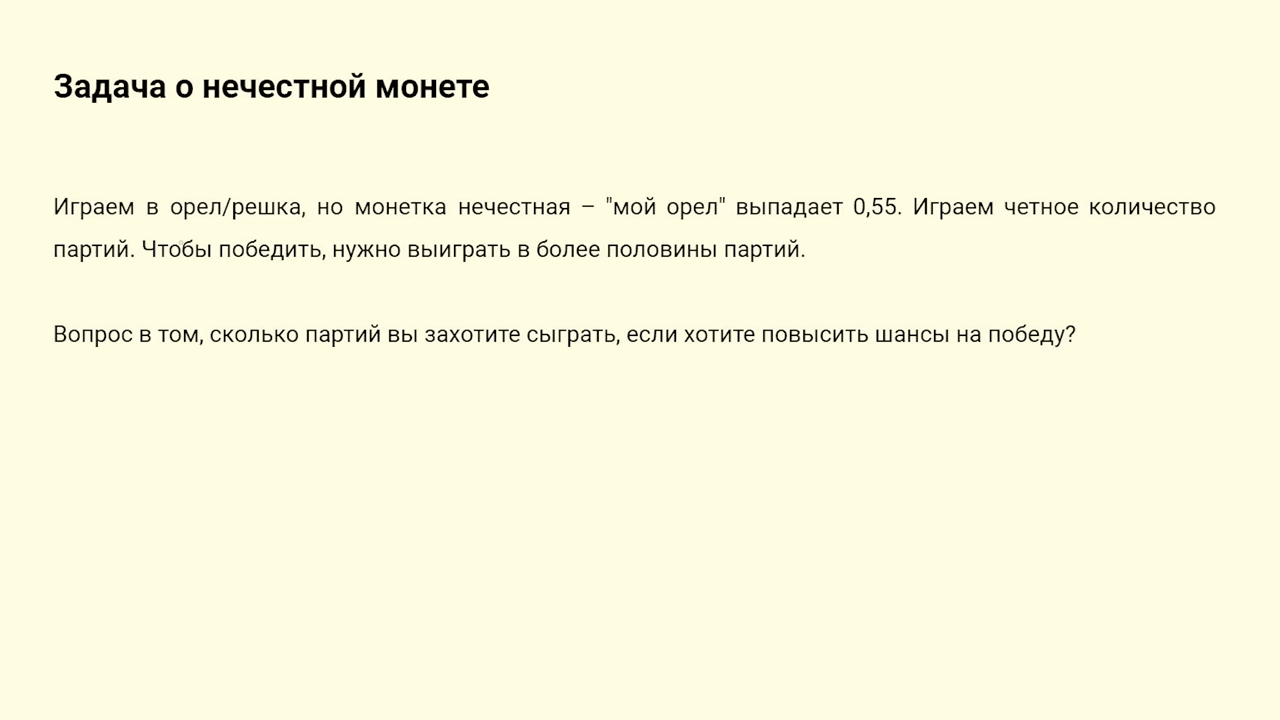 Задача о нечестной монете
Играем в орел/решка, но монетка нечестная – "мой орел" выпадает 0,55. Играем четное количество
партий. Чтобы победить, нужно выиграть в более половины партий.
Вопрос в том, сколько партий вы захотите сыграть, если хотите повысить шансы на победу?